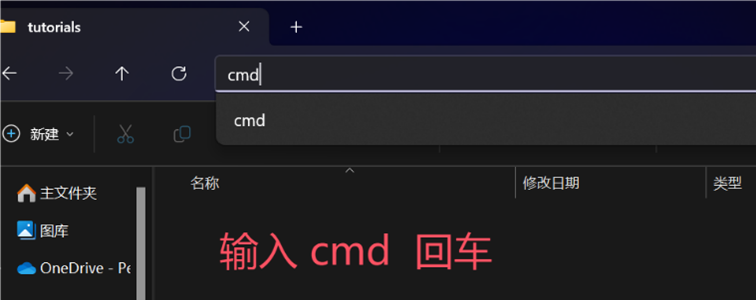 tutorials
cmd
cmd
新建
名称
修改日期
类型
主文件夹
图库
OneDrive - Pe
输入 cmd 回车